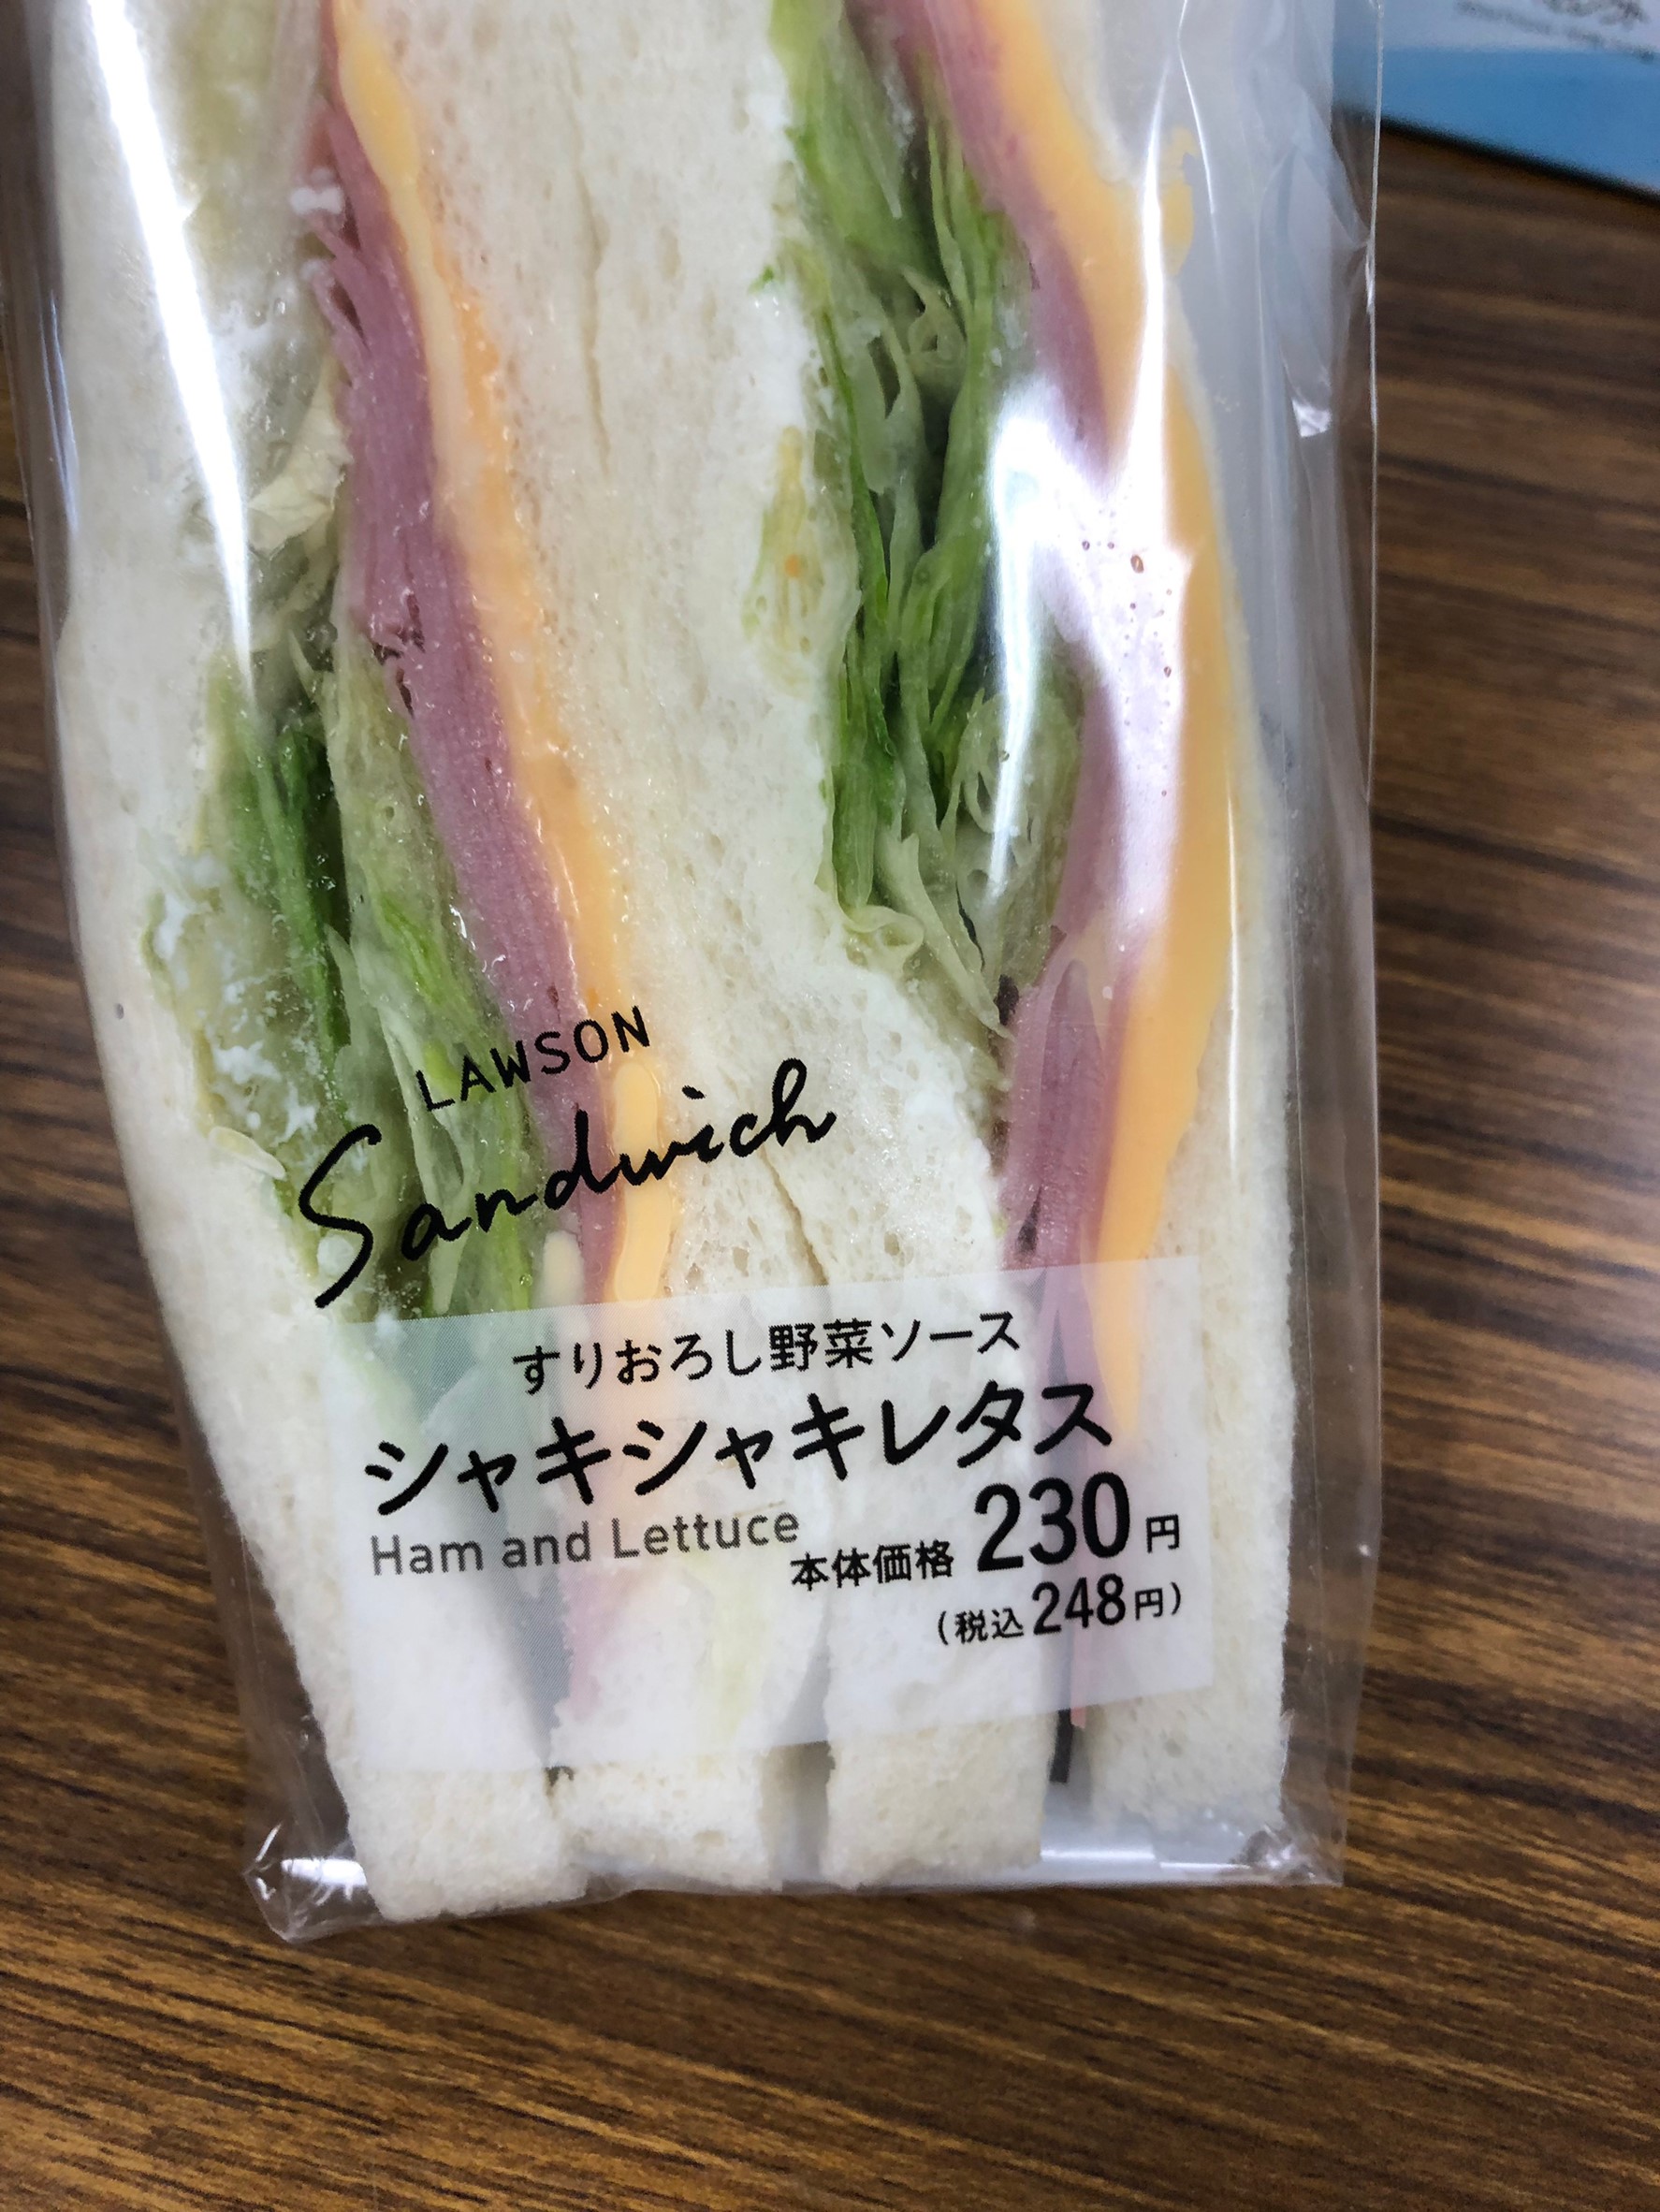 LAWSON
Sandwich
すりおろし野菜ソース
シャキシャキレタス
Ham and Lettuce
本体価格 230円
(税込248円)